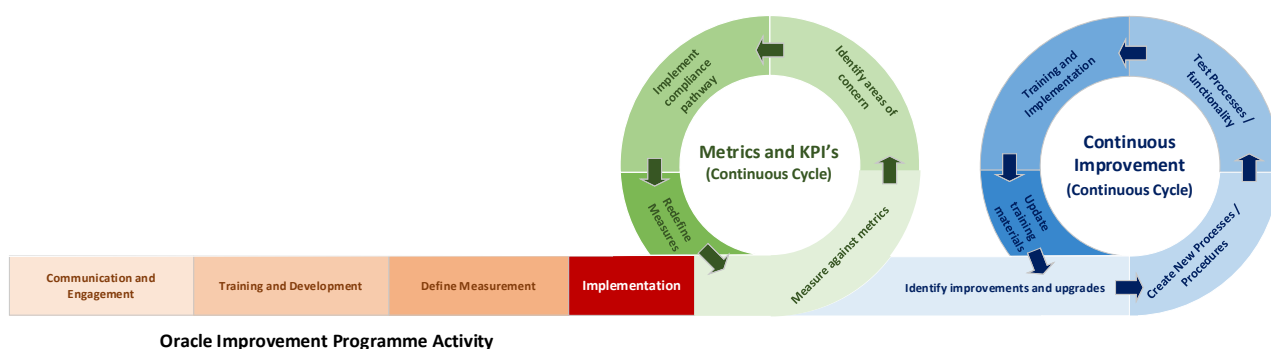 Implement
compliance
pathway
Identify areas of
concern
Metrics and KPI's
(Continuous Cycle)
Redefine
Measures
Measure against metrics
Training and
Implementation
Test Processes /
functionality
Continuous
Improvement
(Continuous Cycle)
Update
training
materials
Create New Processes /
Procedures
Communication and
Engagement
Training and Development
Define Measurement
Implementation
Identify improvements and upgrades
Oracle Improvement Programme Activity